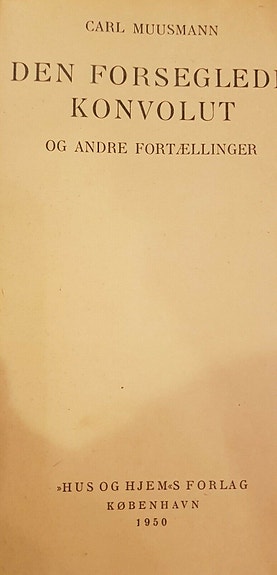 CARL MUUSMANN
DEN FORSEGLEDE
KONVOLUT
OG ANDRE FORTÆLLINGER
»HUS OG HJEM«S FORLAG
KØBENHAVN
1950